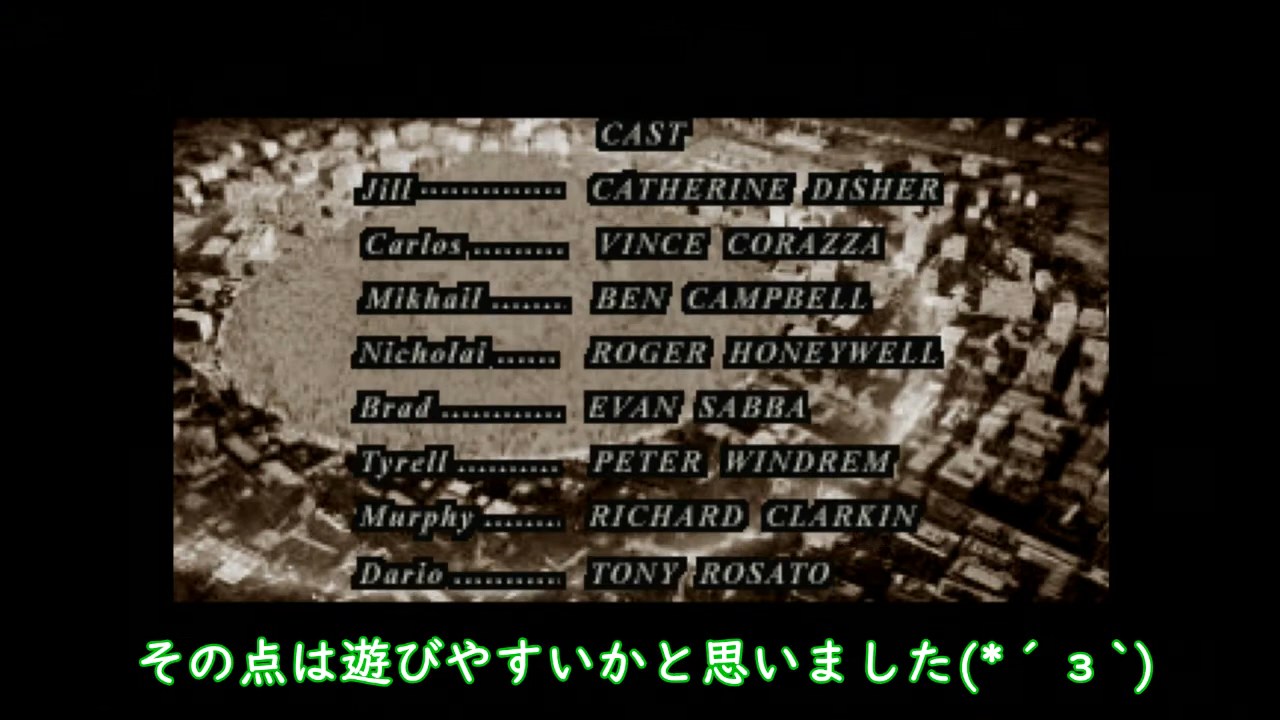 CAST
Jill .............. CATHERINE DISHER
Carlos ......... VINCE CORAZZA
Mikhail ........ BEN CAMPBELL
Nicholai ...... ROGER HONEYWELL
Brad ............ EVAN SABBA
Tyrell .......... PETER WINDREM
Murphy ........ RICHARD CLARKIN
Dario ........... TONY ROSATO
その点は遊びやすいかと思いました(*´з`)